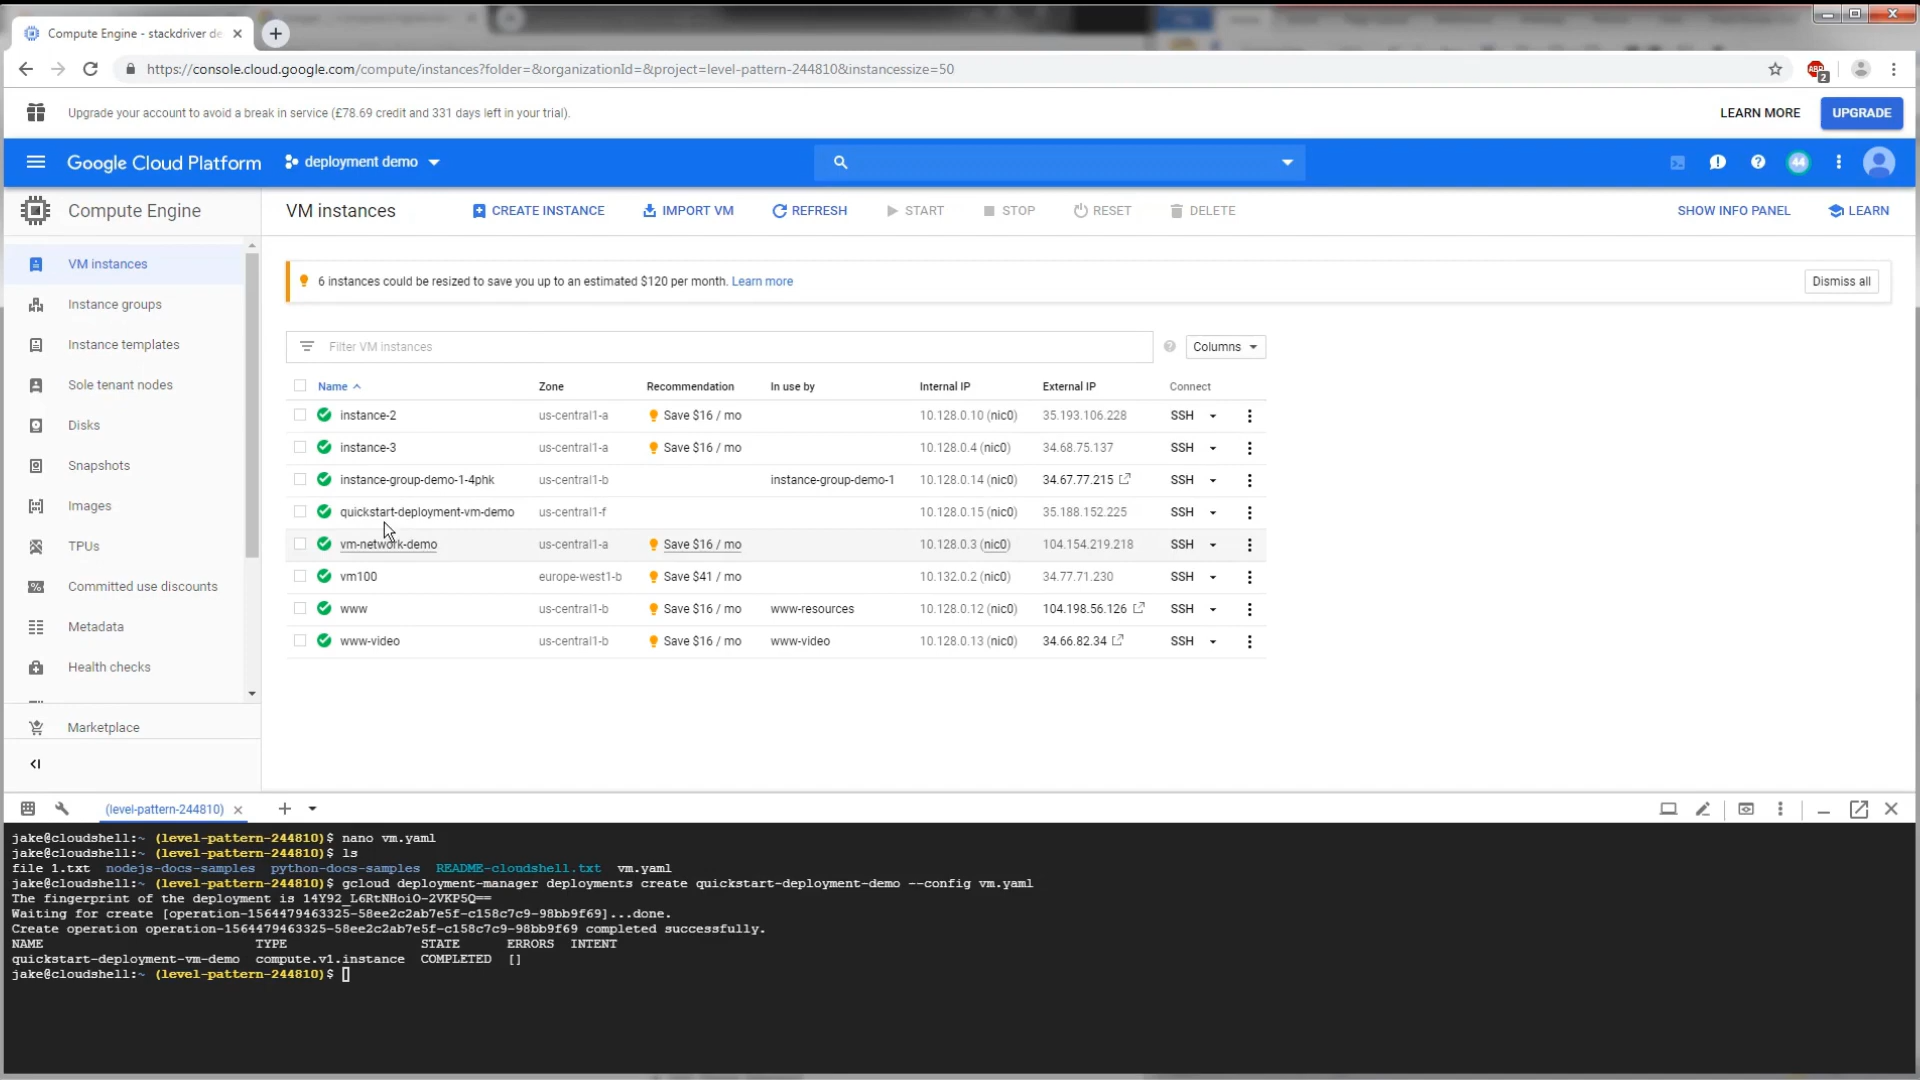 Compute Engine - stackdriver de
https://console.cloud.google.com/compute/instances?folder=&organizationId=&project=level-pattern-244810&instancessize=50
ABP 2
Upgrade your account to avoid a break in service (£78.69 credit and 331 days left in your trial).
LEARN MORE
UPGRADE
Google Cloud Platform
deployment demo
44
Compute Engine
VM instances
CREATE INSTANCE
IMPORT VM
REFRESH
START
STOP
RESET
DELETE
SHOW INFO PANEL
LEARN
VM instances
Instance groups
Instance templates
Sole tenant nodes
Disks
Snapshots
Images
TPUs
Committed use discounts
Metadata
Health checks
Marketplace
6 instances could be resized to save you up to an estimated $120 per month. Learn more
Dismiss all
Filter VM instances
Columns
Name Zone Recommendation In use by Internal IP External IP Connect
instance-2 us-central1-a Save $16 / mo 10.128.0.10 (nic0) 35.193.106.228 SSH
instance-3 us-central1-a Save $16 / mo 10.128.0.4 (nic0) 34.68.75.137 SSH
instance-group-demo-1-4phk us-central1-b instance-group-demo-1 10.128.0.14 (nic0) 34.67.77.215 SSH
quickstart-deployment-vm-demo us-central1-f 10.128.0.15 (nic0) 35.188.152.225 SSH
vm-network-demo us-central1-a Save $16 / mo 10.128.0.3 (nic0) 104.154.219.218 SSH
vm100 europe-west1-b Save $41 / mo 10.132.0.2 (nic0) 34.77.71.230 SSH
www us-central1-b Save $16 / mo www-resources 10.128.0.12 (nic0) 104.198.56.126 SSH
www-video us-central1-b Save $16 / mo www-video 10.128.0.13 (nic0) 34.66.82.34 SSH
(level-pattern-244810)
jake@cloudshell:~ (level-pattern-244810)$ nano vm.yaml
jake@cloudshell:~ (level-pattern-244810)$ ls
file 1.txt nodejs-docs-samples python-docs-samples README-cloudshell.txt vm.yaml
jake@cloudshell:~ (level-pattern-244810)$ gcloud deployment-manager deployments create quickstart-deployment-demo --config vm.yaml
The fingerprint of the deployment is 14Y92_L6RtNHoiO-2VKP5Q==
Waiting for create [operation-1564479463325-58ee2c2ab7e5f-c158c7c9-98bb9f69]...done.
Create operation operation-1564479463325-58ee2c2ab7e5f-c158c7c9-98bb9f69 completed successfully.
NAME TYPE STATE ERRORS INTENT
quickstart-deployment-vm-demo compute.v1.instance COMPLETED []
jake@cloudshell:~ (level-pattern-244810)$